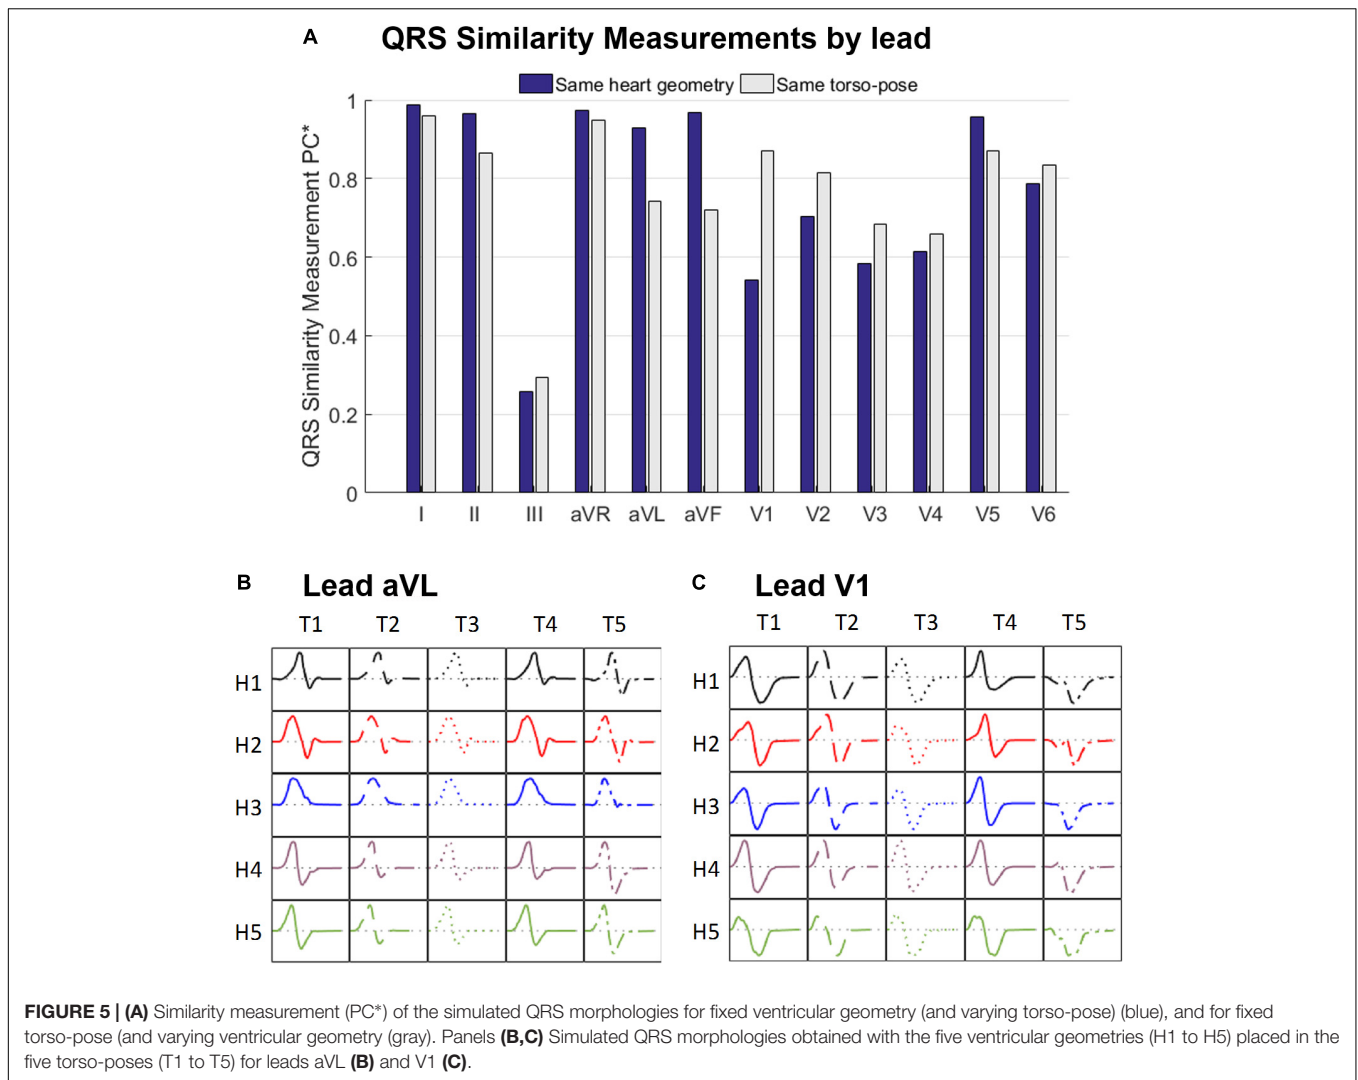 A QRS Similarity Measurements by lead
Same heart geometry Same torso-pose
QRS Similarity Measurement PC*
1
0.8
0.6
0.4
0.2
0
I II III aVR aVL aVF V1 V2 V3 V4 V5 V6
B Lead aVL
T1 T2 T3 T4 T5
H1
H2
H3
H4
H5
C Lead V1
T1 T2 T3 T4 T5
H1
H2
H3
H4
H5
FIGURE 5 | (A) Similarity measurement (PC*) of the simulated QRS morphologies for fixed ventricular geometry (and varying torso-pose) (blue), and for fixed
torso-pose (and varying ventricular geometry (gray). Panels (B,C) Simulated QRS morphologies obtained with the five ventricular geometries (H1 to H5) placed in the
five torso-poses (T1 to T5) for leads aVL (B) and V1 (C).